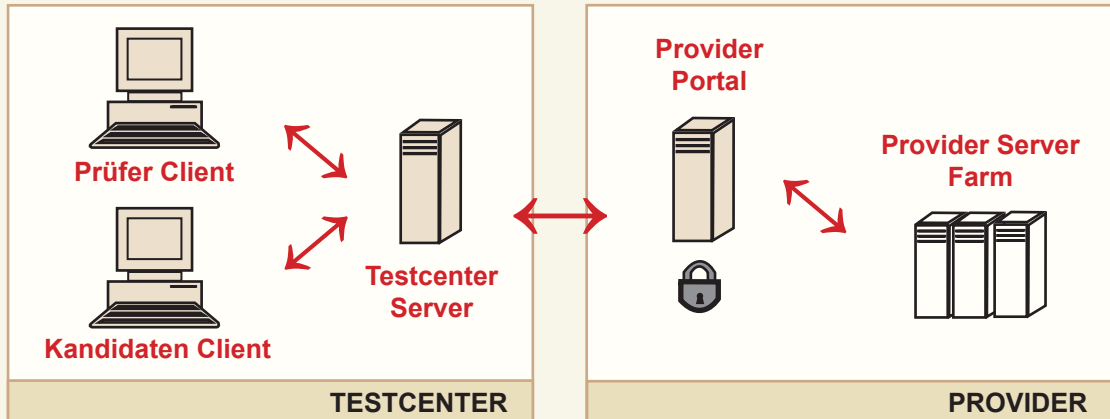 Prüfer Client
Kandidaten Client
Testcenter
Server
TESTCENTER
Provider
Portal
Provider Server
Farm
PROVIDER